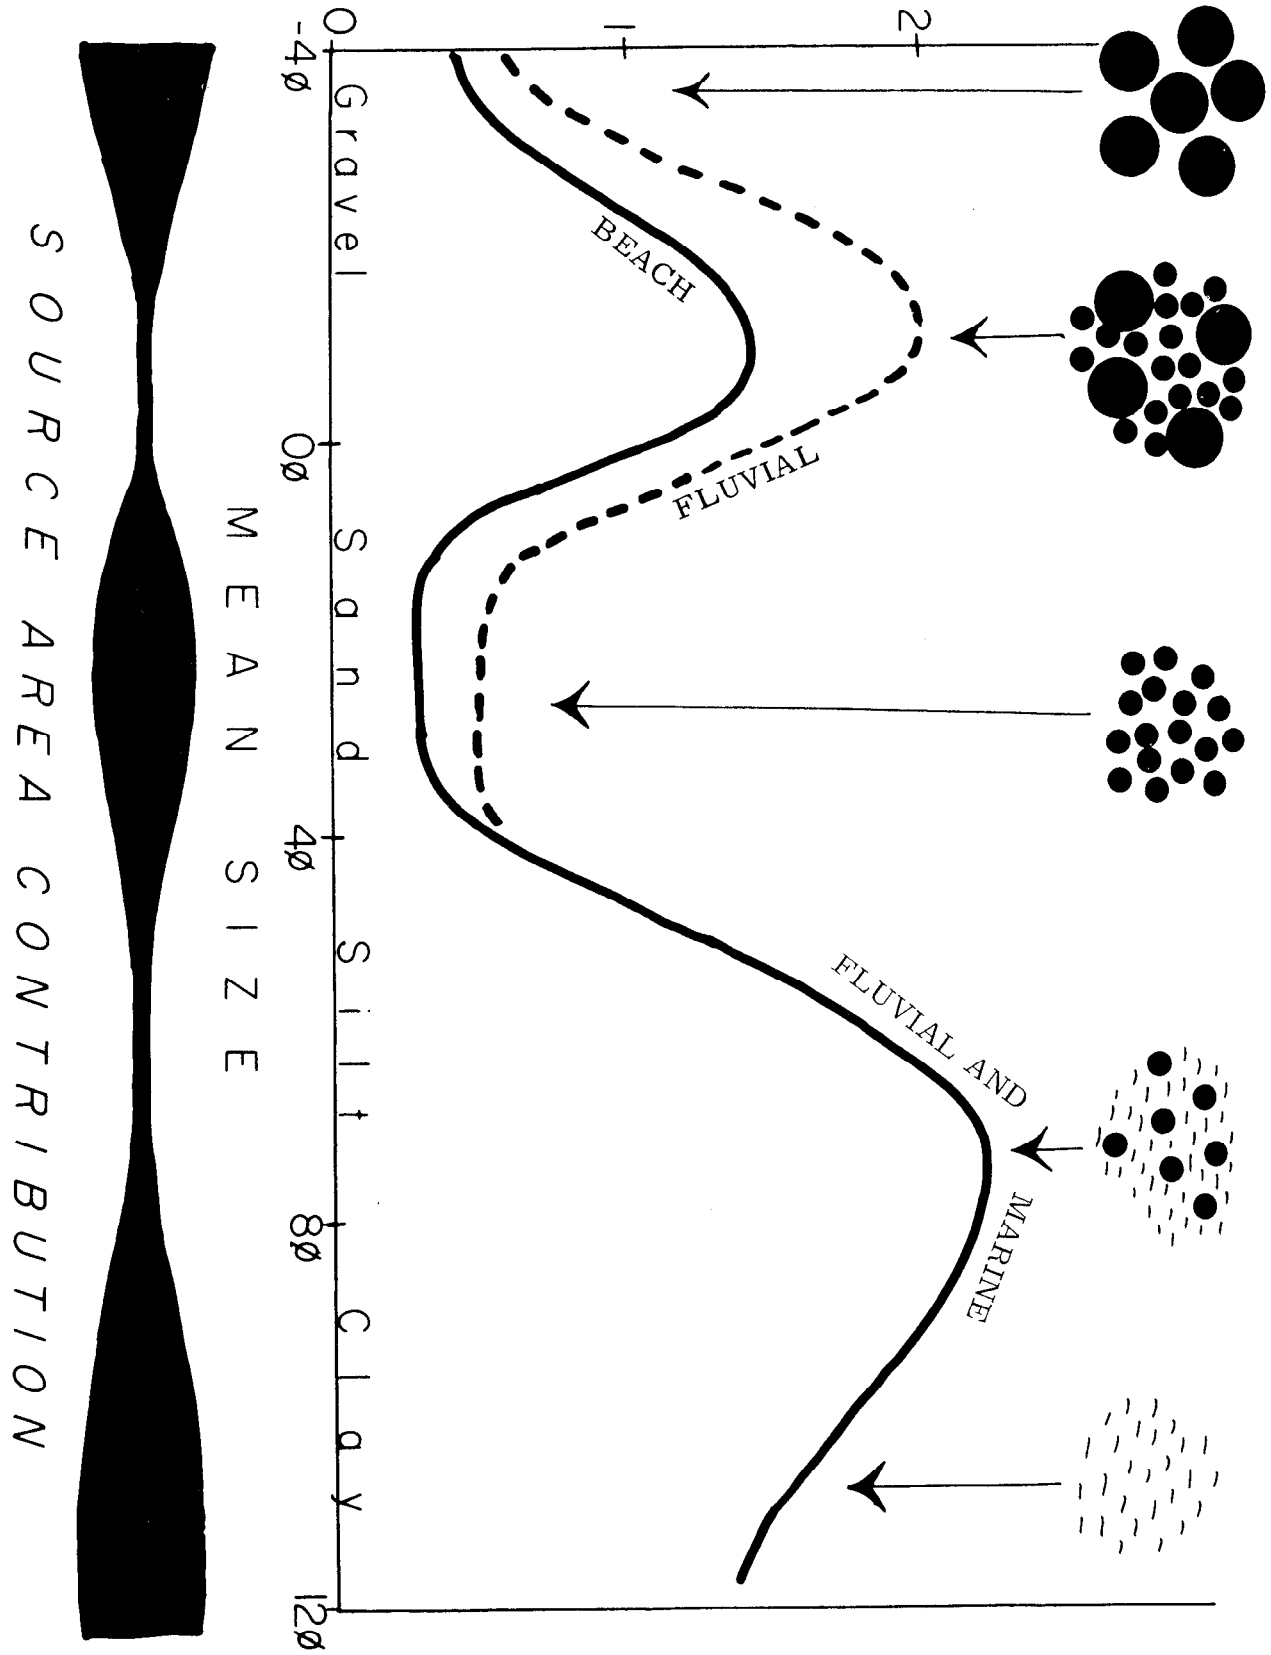 2
1
0
BEACH
FLUVIAL
FLUVIAL AND
MARINE
Gravel Sand Silt Clay
-4ø 0ø 4ø 8ø 12ø
MEAN SIZE
SOURCE AREA CONTRIBUTION